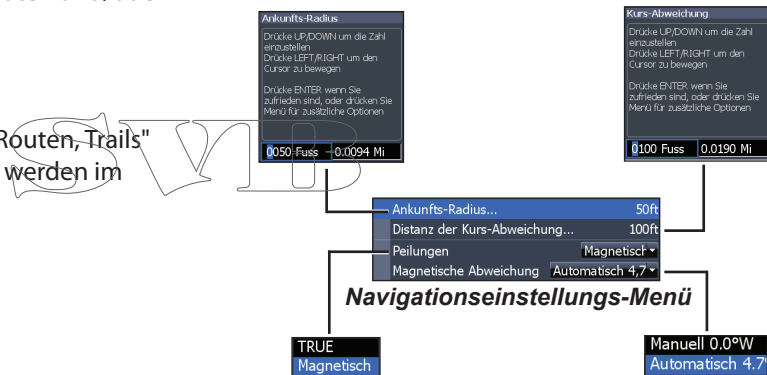 Ankunfts-Radius
Drücke UP/DOWN um die Zahl
einzustellen
Drücke LEFT/RIGHT um den
Cursor zu bewegen
Drücke ENTER wenn Sie
zufrieden sind, oder drücken Sie
Menü für zusätzliche Optionen
0050 Fuss 0.0094 Mi
Kurs-Abweichung
Drücke UP/DOWN um die Zahl
einzustellen
Drücke LEFT/RIGHT um den
Cursor zu bewegen
Drücke ENTER wenn Sie
zufrieden sind, oder drücken Sie
Menü für zusätzliche Optionen
0100 Fuss 0.0190 Mi
Routen, Trails"
werden im
SVB
Ankunfts-Radius... 50ft
Distanz der Kurs-Abweichung... 100ft
Peilungen Magnetisch
Magnetische Abweichung Automatisch 4,7
Navigationseinstellungs-Menü
TRUE
Magnetisch
Manuell 0.0°W
Automatisch 4.7°